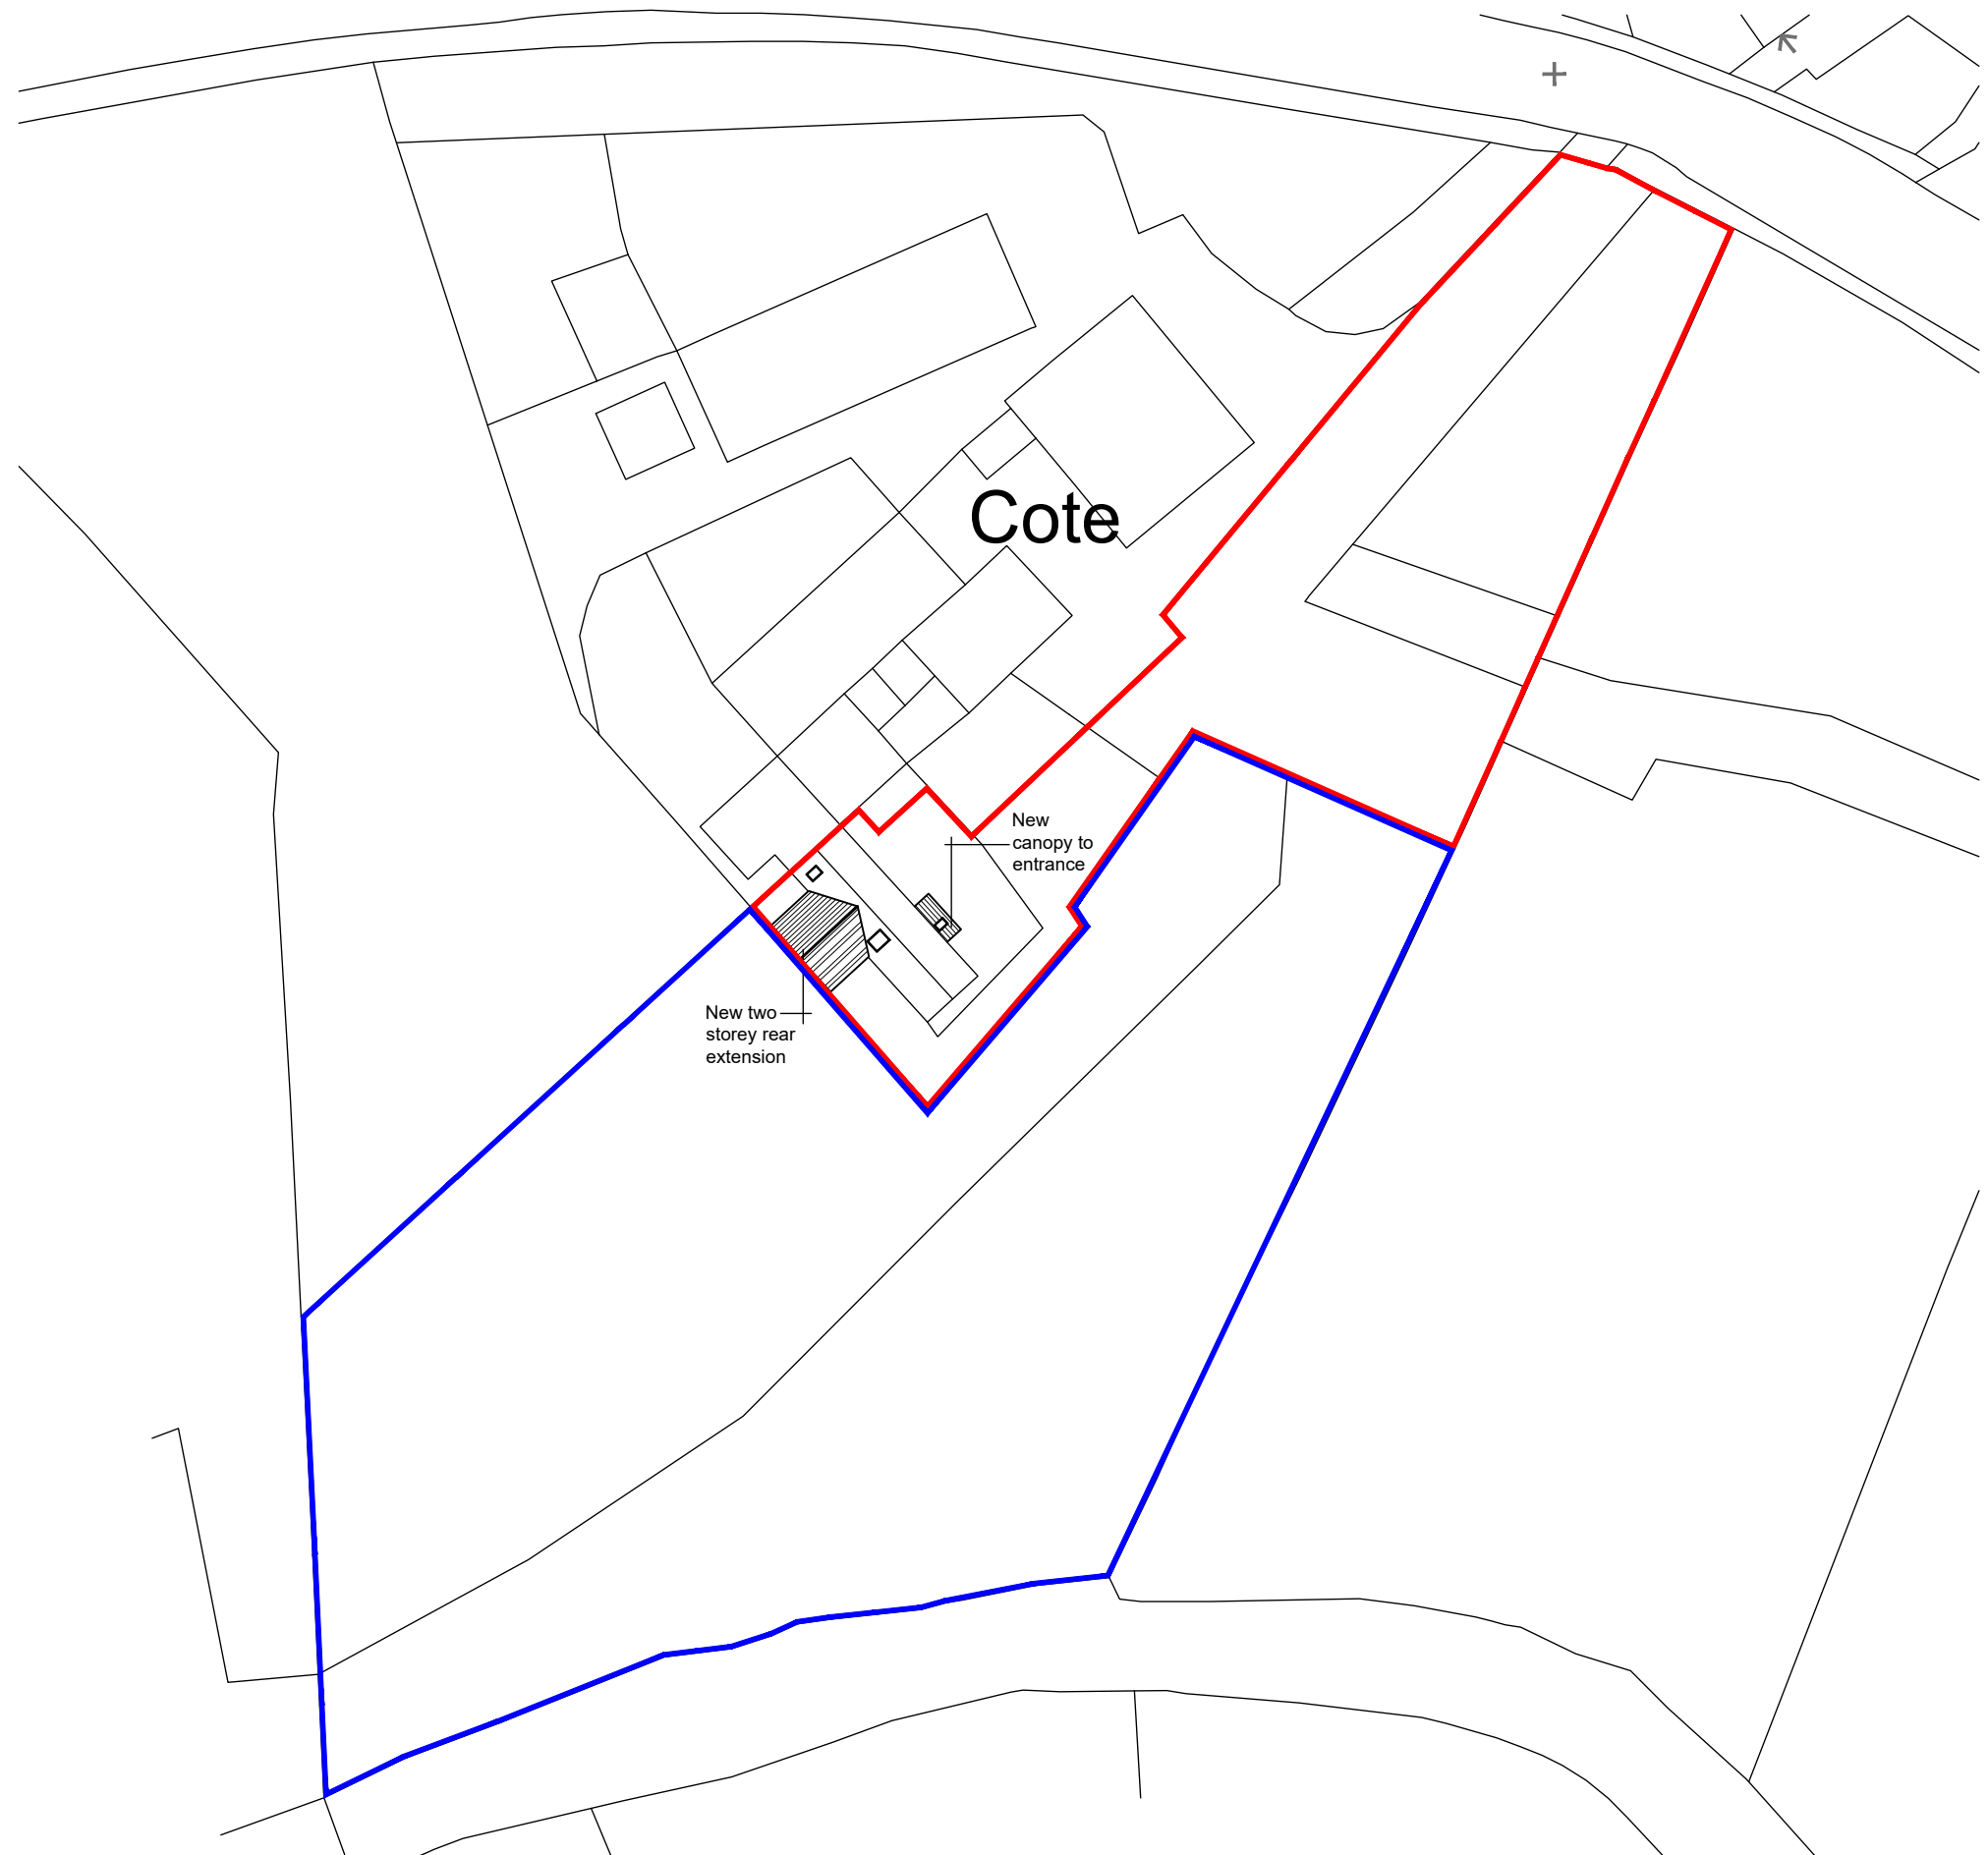 Cote
New
canopy to
entrance
New two
storey rear
extension